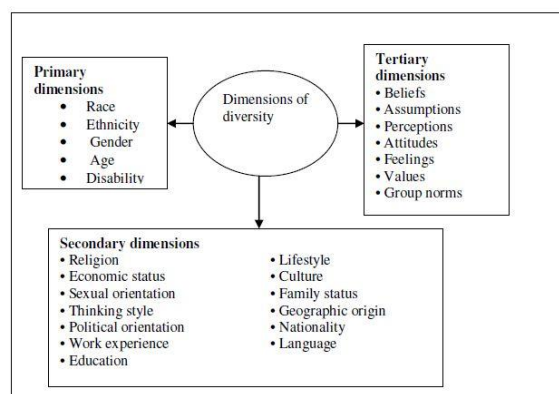 Dimensions of
diversity
Primary
dimensions
• Race
• Ethnicity
• Gender
• Age
• Disability
Tertiary
dimensions
• Beliefs
• Assumptions
• Perceptions
• Attitudes
• Feelings
• Values
• Group norms
Secondary dimensions
• Religion
• Economic status
• Sexual orientation
• Thinking style
• Political orientation
• Work experience
• Education
• Lifestyle
• Culture
• Family status
• Geographic origin
• Nationality
• Language